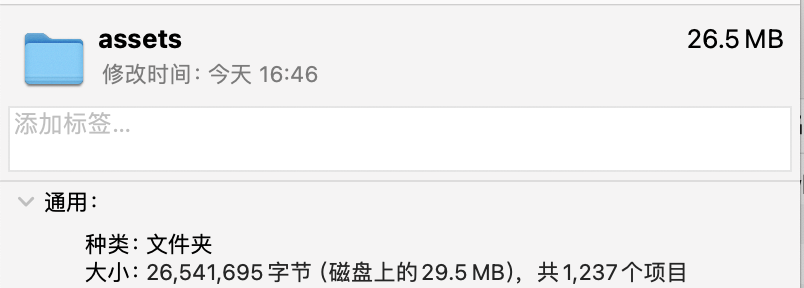 assets
26.5 MB
修改时间：今天 16:46
添加标签...
通用：
种类：文件夹
大小：26,541,695 字节（磁盘上的29.5 MB），共1,237个项目